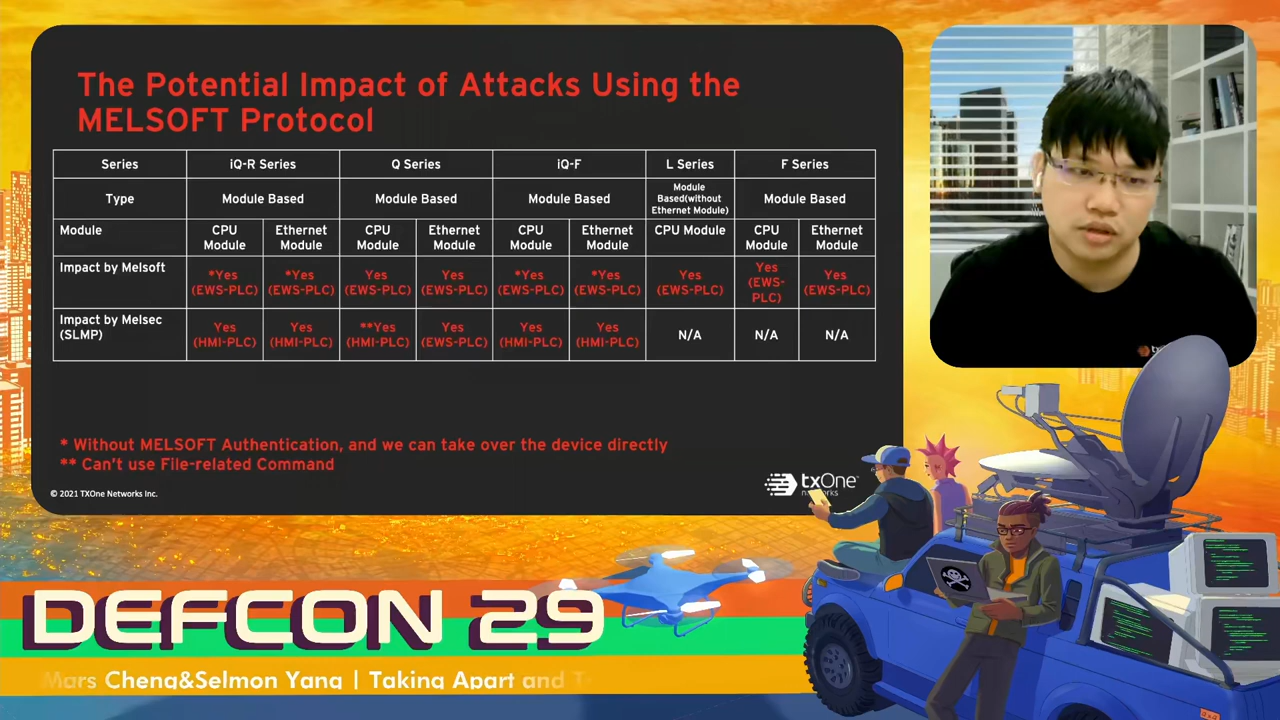 The Potential Impact of Attacks Using the
MELSOFT Protocol
Series
iQ-R Series
Q Series
iQ-F
L Series
F Series
Type
Module Based
Module Based
Module Based
Module
Based(without
Ethernet Module)
Module Based
Module
CPU
Module
Ethernet
Module
CPU
Module
Ethernet
Module
CPU
Module
Ethernet
Module
CPU Module
CPU
Module
Ethernet
Module
Impact by Melsoft
*Yes
(EWS-PLC)
*Yes
(EWS-PLC)
Yes
(EWS-PLC)
Yes
(EWS-PLC)
*Yes
(EWS-PLC)
*Yes
(EWS-PLC)
Yes
(EWS-PLC)
Yes
(EWS-
PLC)
Yes
(EWS-PLC)
Impact by Melsec
(SLMP)
Yes
(HMI-PLC)
Yes
(HMI-PLC)
**Yes
(HMI-PLC)
Yes
(EWS-PLC)
Yes
(HMI-PLC)
Yes
(HMI-PLC)
N/A
N/A
N/A
* Without MELSOFT Authentication, and we can take over the device directly
** Can't use File-related Command
© 2021 TXOne Networks Inc.
txOne
DEFCON 29
Mars Cheng&Selmon Yang | Taking Apart and